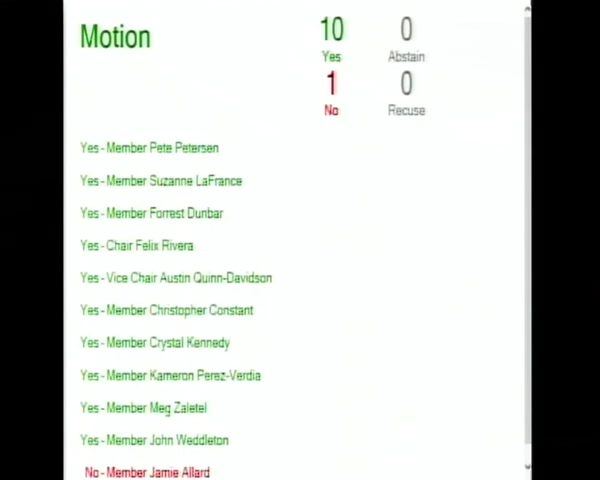 Motion
10 0
Yes Abstain
1 0
No Recuse
Yes - Member Pete Petersen
Yes - Member Suzanne LaFrance
Yes - Member Forrest Dunbar
Yes - Chair Felix Rivera
Yes - Vice Chair Austin Quinn-Davidson
Yes - Member Christopher Constant
Yes - Member Crystal Kennedy
Yes - Member Kameron Perez-Verdia
Yes - Member Meg Zaletel
Yes - Member John Weddleton
No - Member Jamie Allard